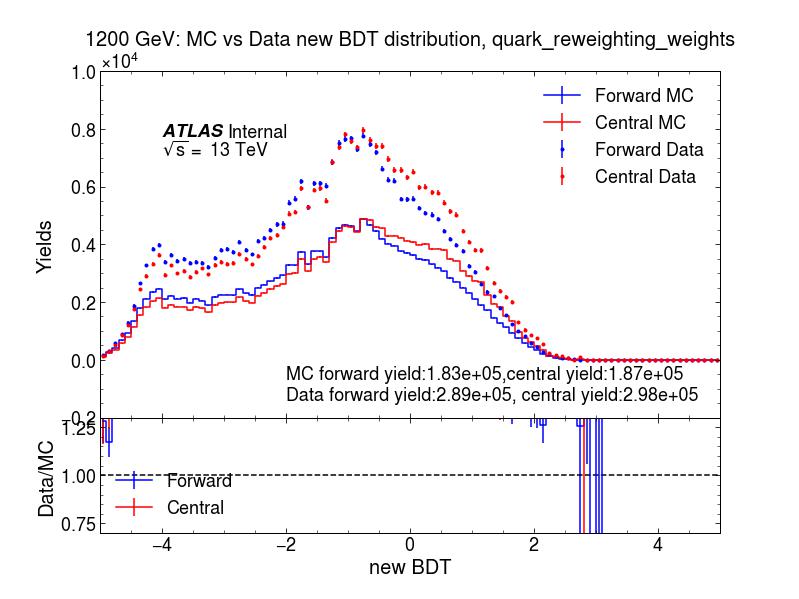 1200 GeV: MC vs Data new BDT distribution, quark_reweighting_weights
1.0 ×10⁴
Forward MC
Central MC
Forward Data
Central Data
ATLAS Internal
√s = 13 TeV
0.8
0.6
0.4
0.2
0.0
Yields
MC forward yield:1.83e+05,central yield:1.87e+05
Data forward yield:2.89e+05, central yield:2.98e+05
0.2
1.25
1.00
0.75
Data/MC
Forward
Central
−4 −2 0 2 4
new BDT